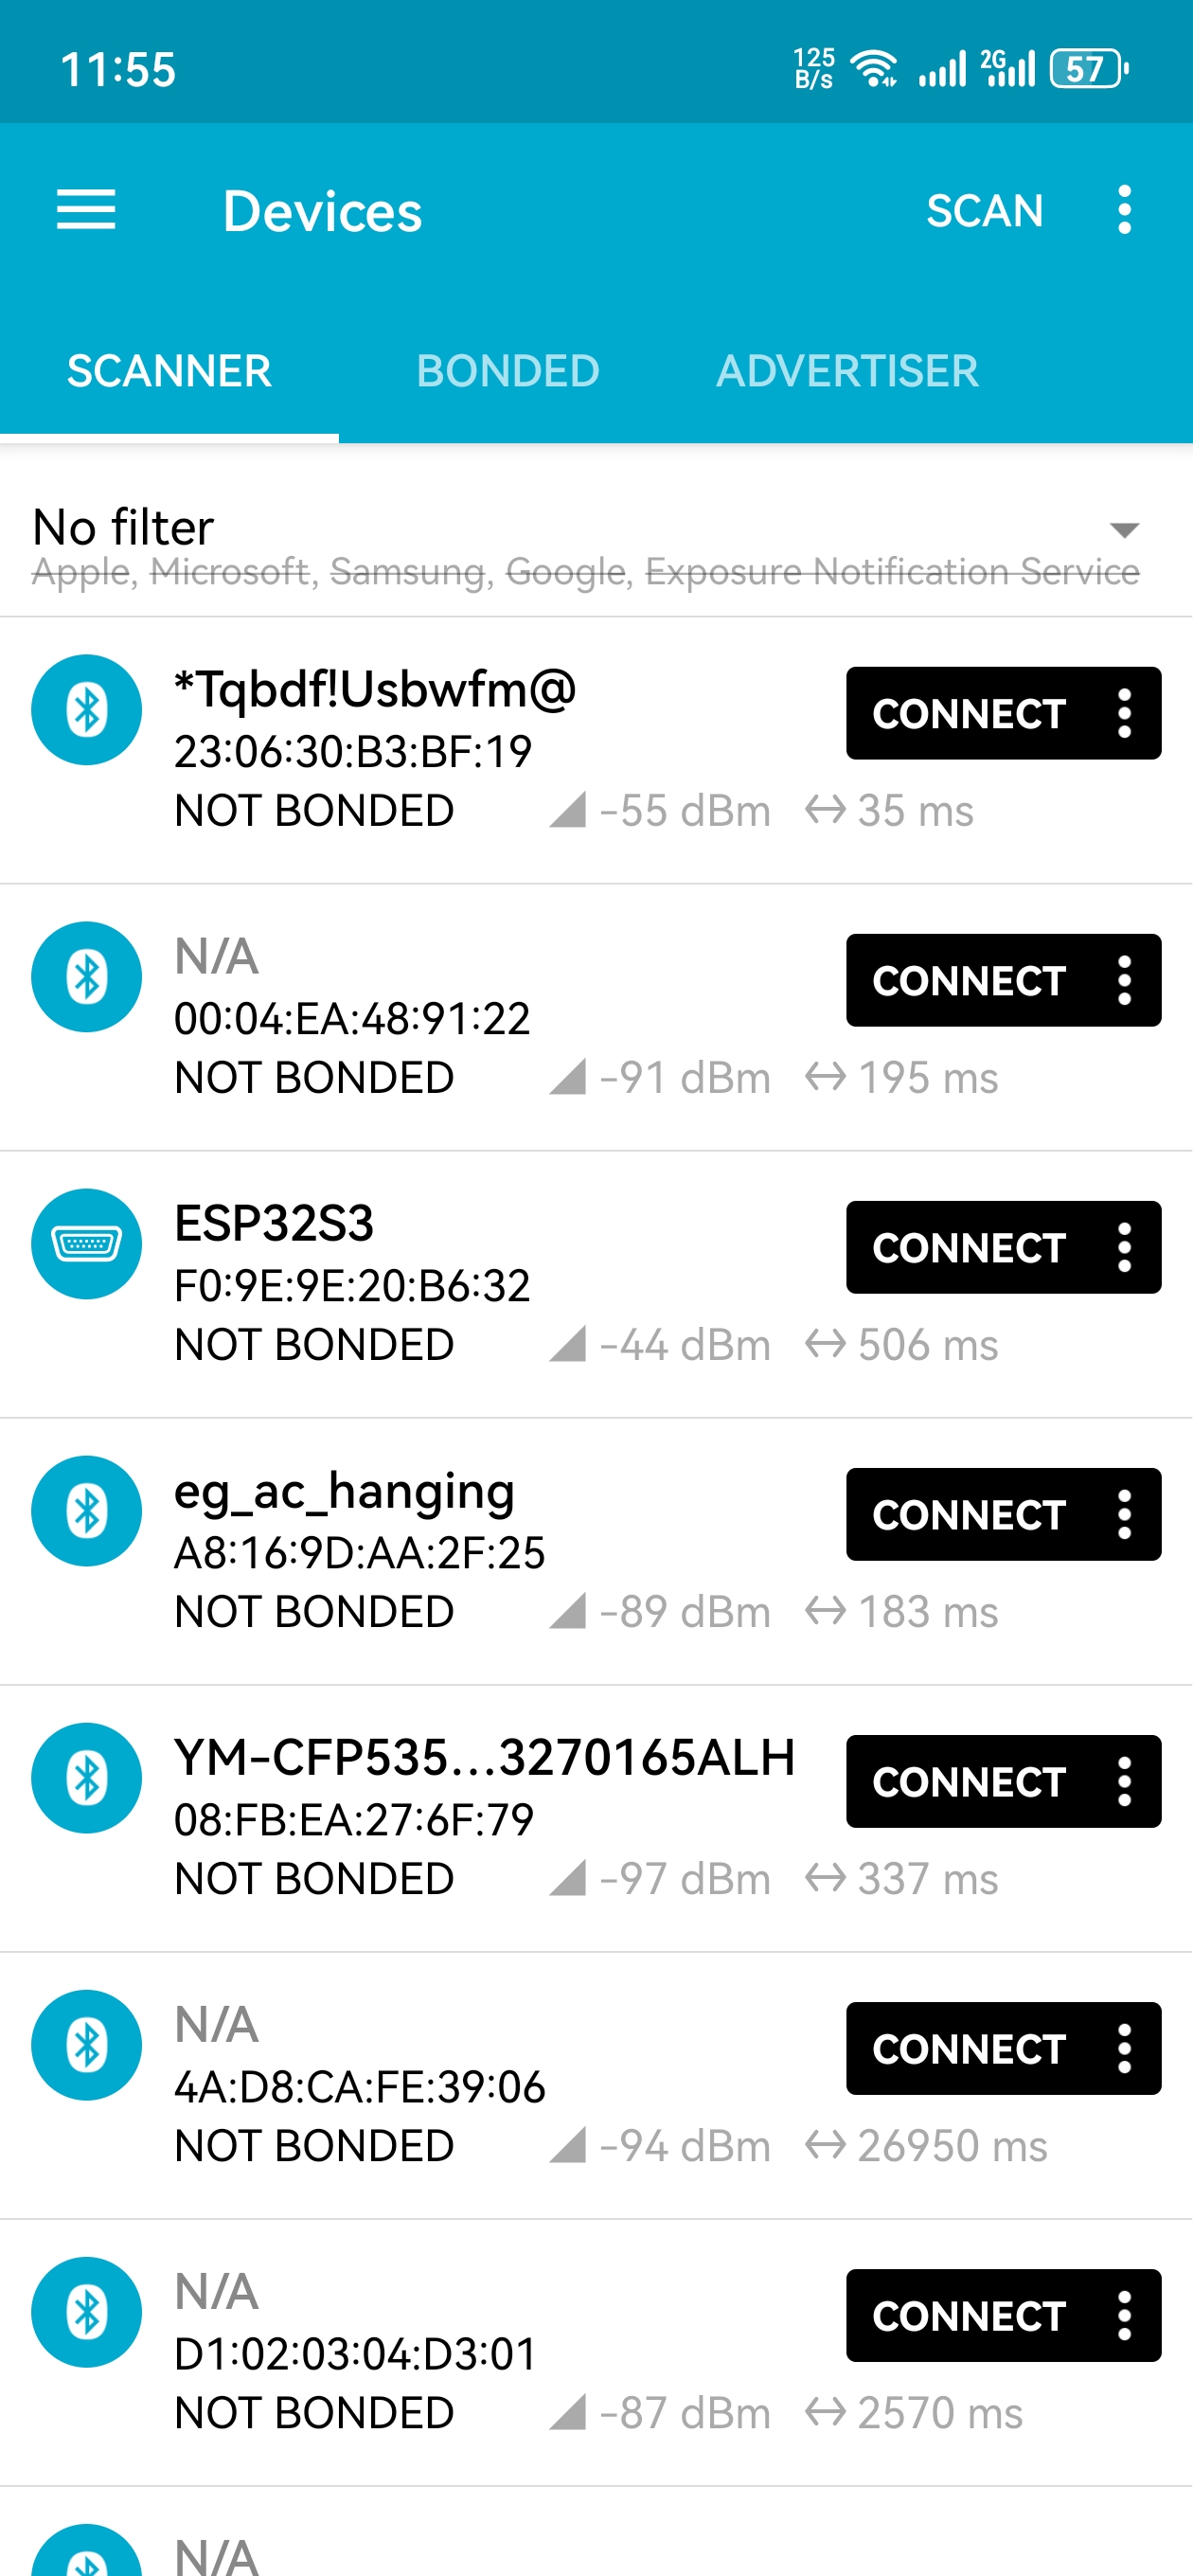 11:55
125 B/s 2G 57
Devices SCAN
SCANNER BONDED ADVERTISER
No filter
Apple, Microsoft, Samsung, Google, Exposure Notification Service
*Tqbdf!Usbwfm@ CONNECT
23:06:30:B3:BF:19
NOT BONDED -55 dBm 35 ms
N/A CONNECT
00:04:EA:48:91:22
NOT BONDED -91 dBm 195 ms
ESP32S3 CONNECT
F0:9E:9E:20:B6:32
NOT BONDED -44 dBm 506 ms
eg_ac_hanging CONNECT
A8:16:9D:AA:2F:25
NOT BONDED -89 dBm 183 ms
YM-CFP535...3270165ALH CONNECT
08:FB:EA:27:6F:79
NOT BONDED -97 dBm 337 ms
N/A CONNECT
4A:D8:CA:FE:39:06
NOT BONDED -94 dBm 26950 ms
N/A CONNECT
D1:02:03:04:D3:01
NOT BONDED -87 dBm 2570 ms
N/A